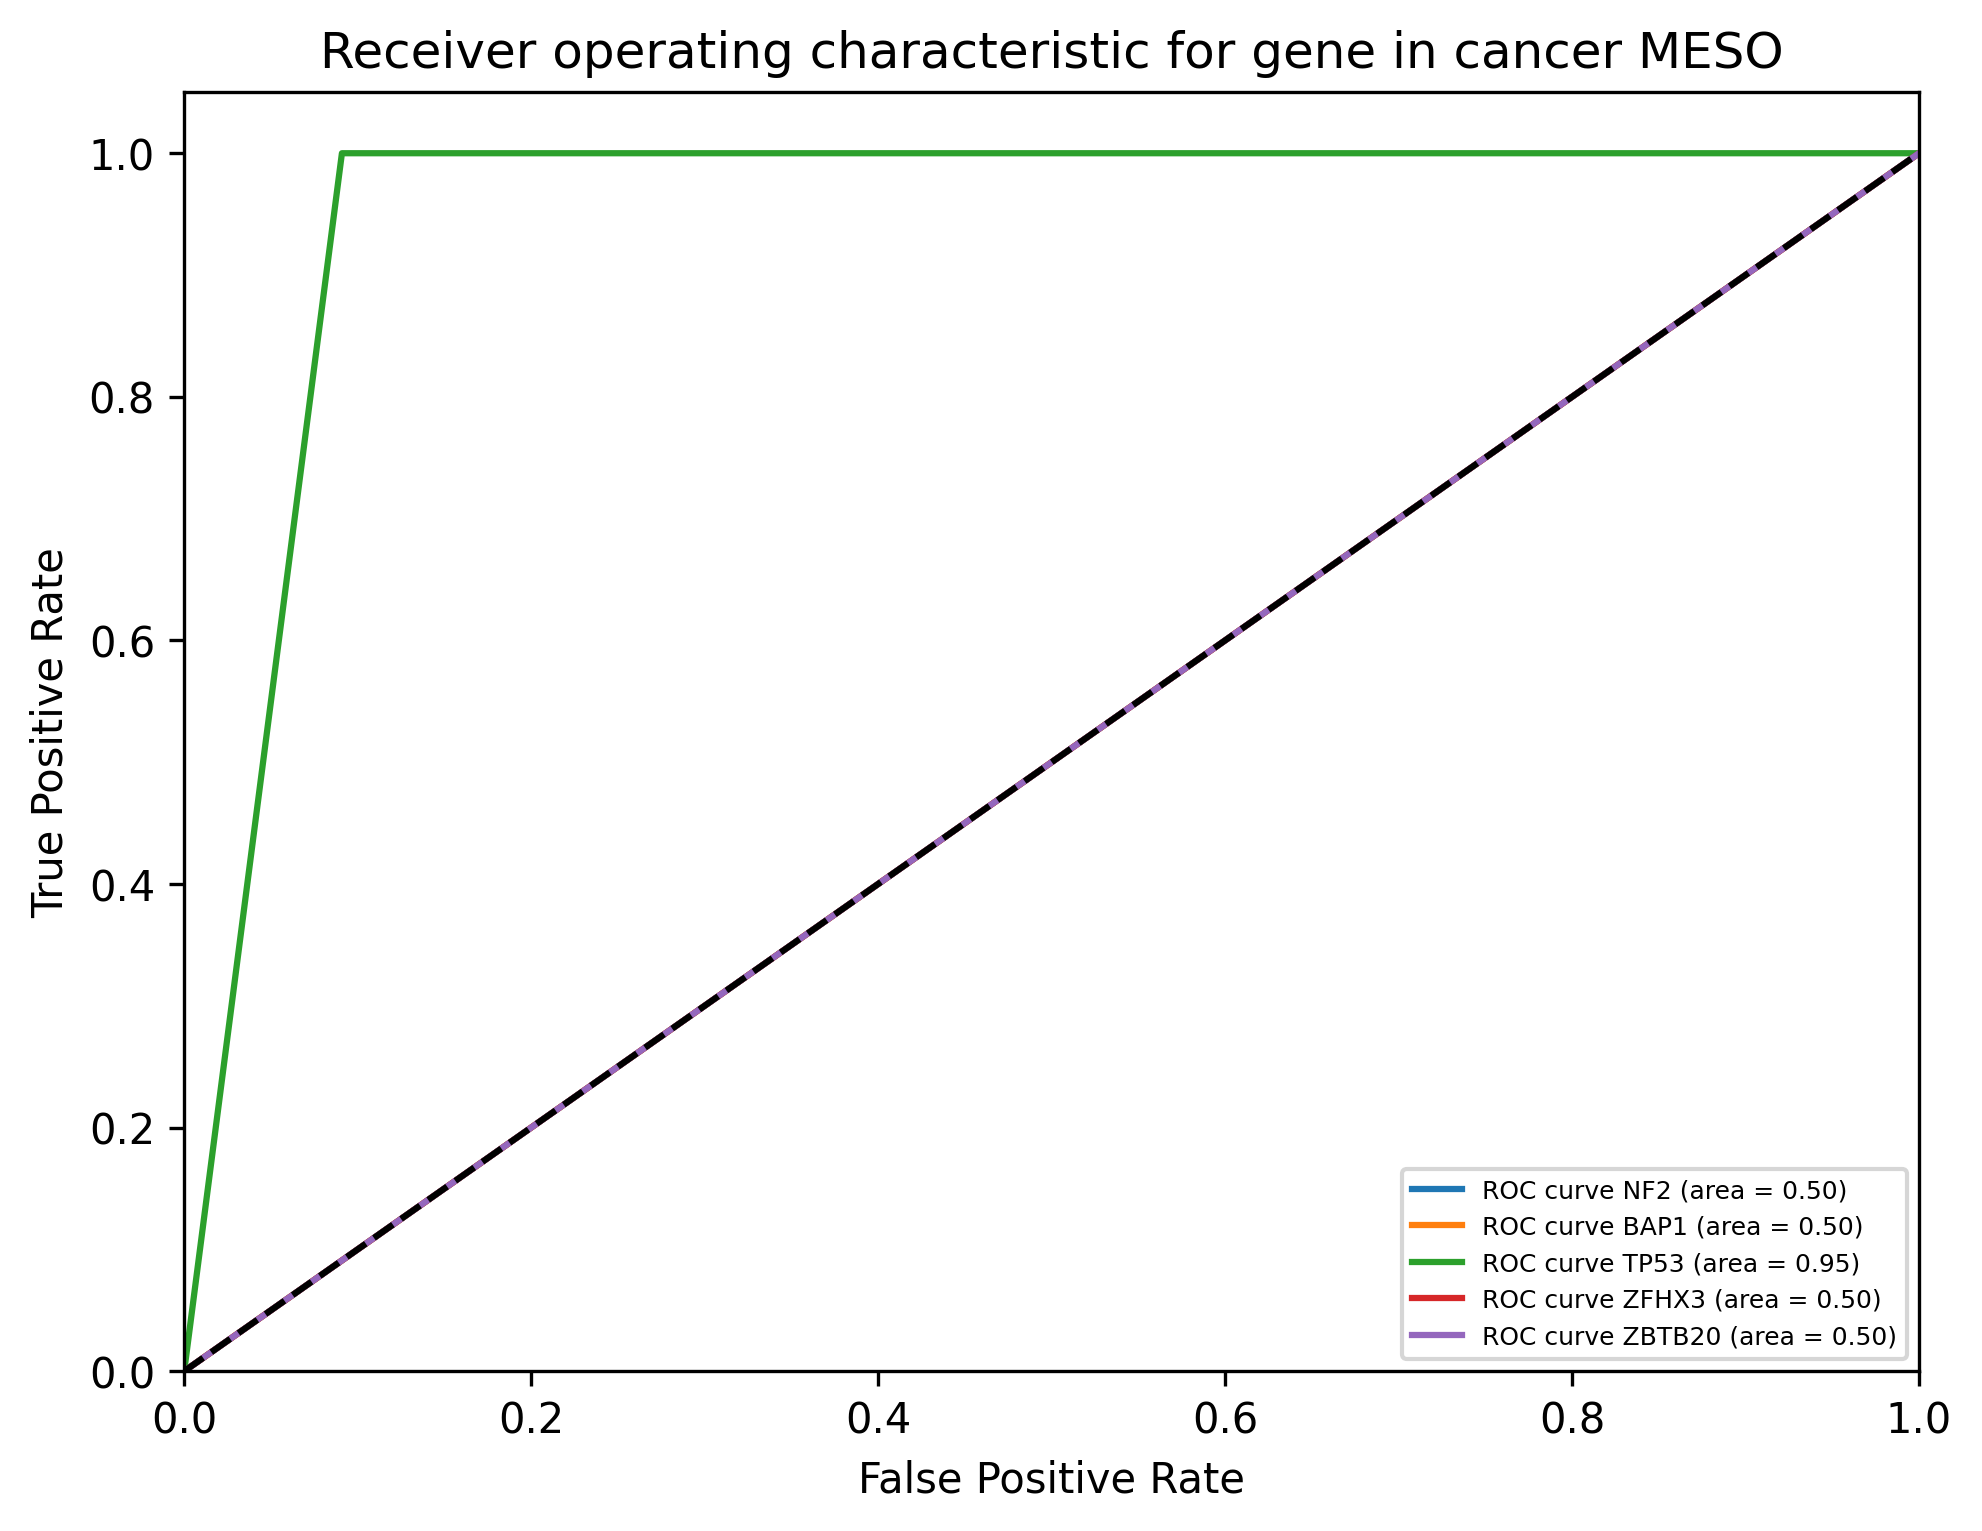 Receiver operating characteristic for gene in cancer MESO
True Positive Rate
1.0
0.8
0.6
0.4
0.2
0.0
ROC curve NF2 (area = 0.50)
ROC curve BAP1 (area = 0.50)
ROC curve TP53 (area = 0.95)
ROC curve ZFHX3 (area = 0.50)
ROC curve ZBTB20 (area = 0.50)
0.0 0.2 0.4 0.6 0.8 1.0
False Positive Rate